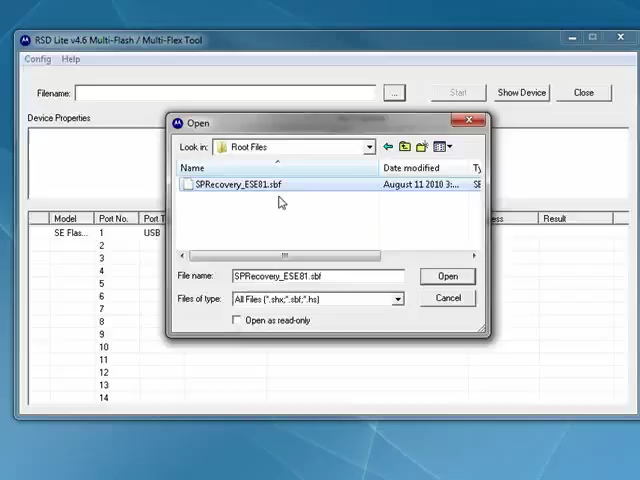 RSD Lite v4.6 Multi-Flash / Multi-Flex Tool
Config Help
Filename: ... Start Show Device Close
Device Properties
Open
Look in: Root Files
Name Date modified
SPRecovery_ESE81.sbf August 11 2010 3:...
File name: SPRecovery_ESE81.sbf Open
Files of type: All Files (*.shx;*.sbf;*.hs) Cancel
Open as read-only
Model Port No. Port T Result
SE Flas... 1 USB
2
3
4
5
6
7
8
9
10
11
12
13
14